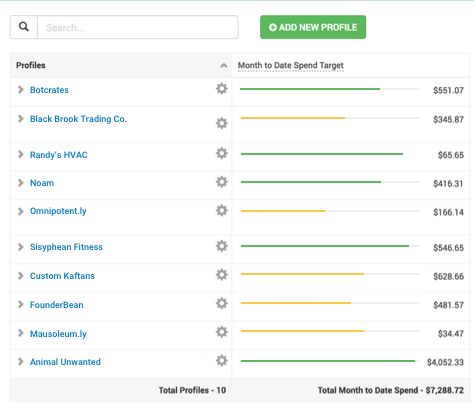 Search...
ADD NEW PROFILE
Profiles Month to Date Spend Target
Botcrates $551.07
Black Brook Trading Co. $345.87
Randy's HVAC $65.65
Noam $416.31
Omnipotent.ly $166.14
Sisyphean Fitness $546.65
Custom Kaftans $628.66
FounderBean $481.57
Mausoleum.ly $34.47
Animal Unwanted $4,052.33
Total Profiles - 10 Total Month to Date Spend - $7,288.72